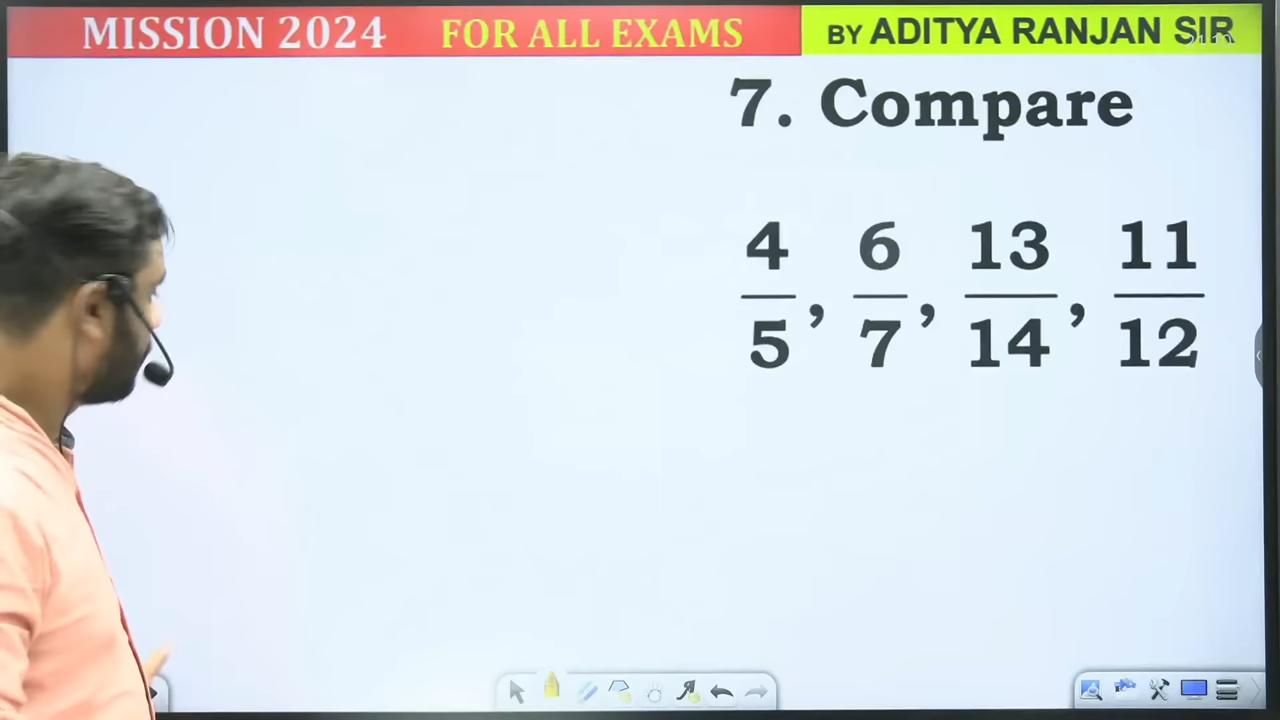 MISSION 2024 FOR ALL EXAMS BY ADITYA RANJAN SIR
7. Compare
4/5, 6/7, 13/14, 11/12